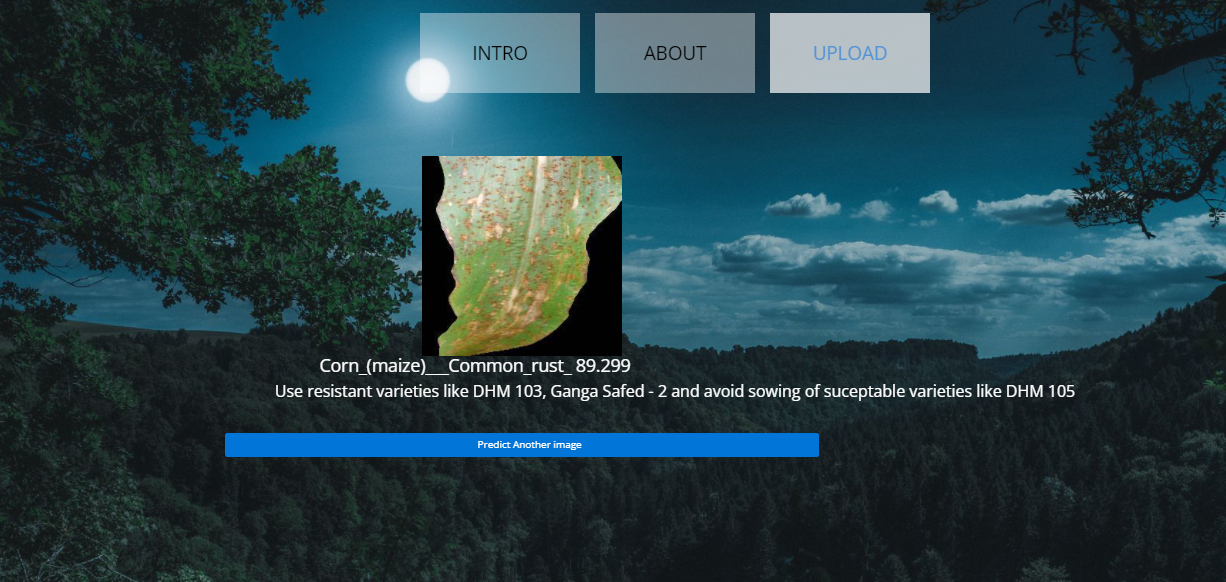 INTRO ABOUT UPLOAD
Corn_(maize)___Common_rust_ 89.299
Use resistant varieties like DHM 103, Ganga Safed - 2 and avoid sowing of suceptable varieties like DHM 105
Predict Another image